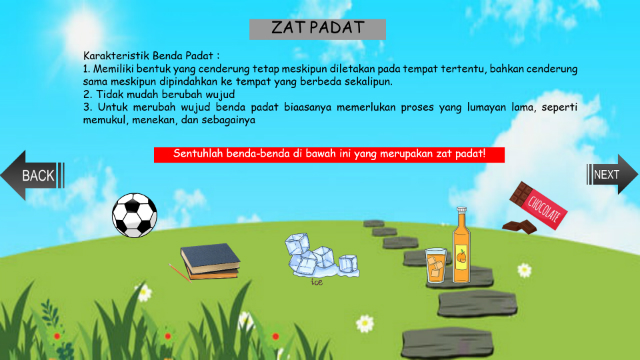 ZAT PADAT
Karakteristik Benda Padat :
1. Memiliki bentuk yang cenderung tetap meskipun diletakan pada tempat tertentu, bahkan cenderung
sama meskipun dipindahkan ke tempat yang berbeda sekalipun.
2. Tidak mudah berubah wujud
3. Untuk merubah wujud benda padat biaasanya memerlukan proses yang lumayan lama, seperti
memukul, menekan, dan sebagainya
Sentuhlah benda-benda di bawah ini yang merupakan zat padat!
BACK
NEXT
CHOCOLATE
ice